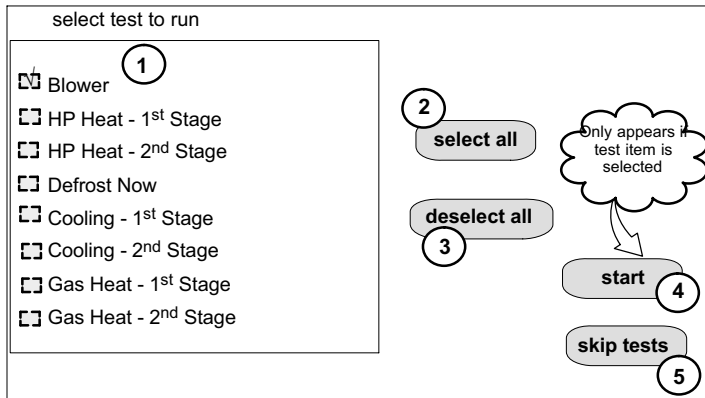 select test to run
1
Blower
HP Heat - 1st Stage
HP Heat - 2nd Stage
Defrost Now
Cooling - 1st Stage
Cooling - 2nd Stage
Gas Heat - 1st Stage
Gas Heat - 2nd Stage
2
select all
deselect all
3
Only appears if
test item is
selected
start
4
skip tests
5